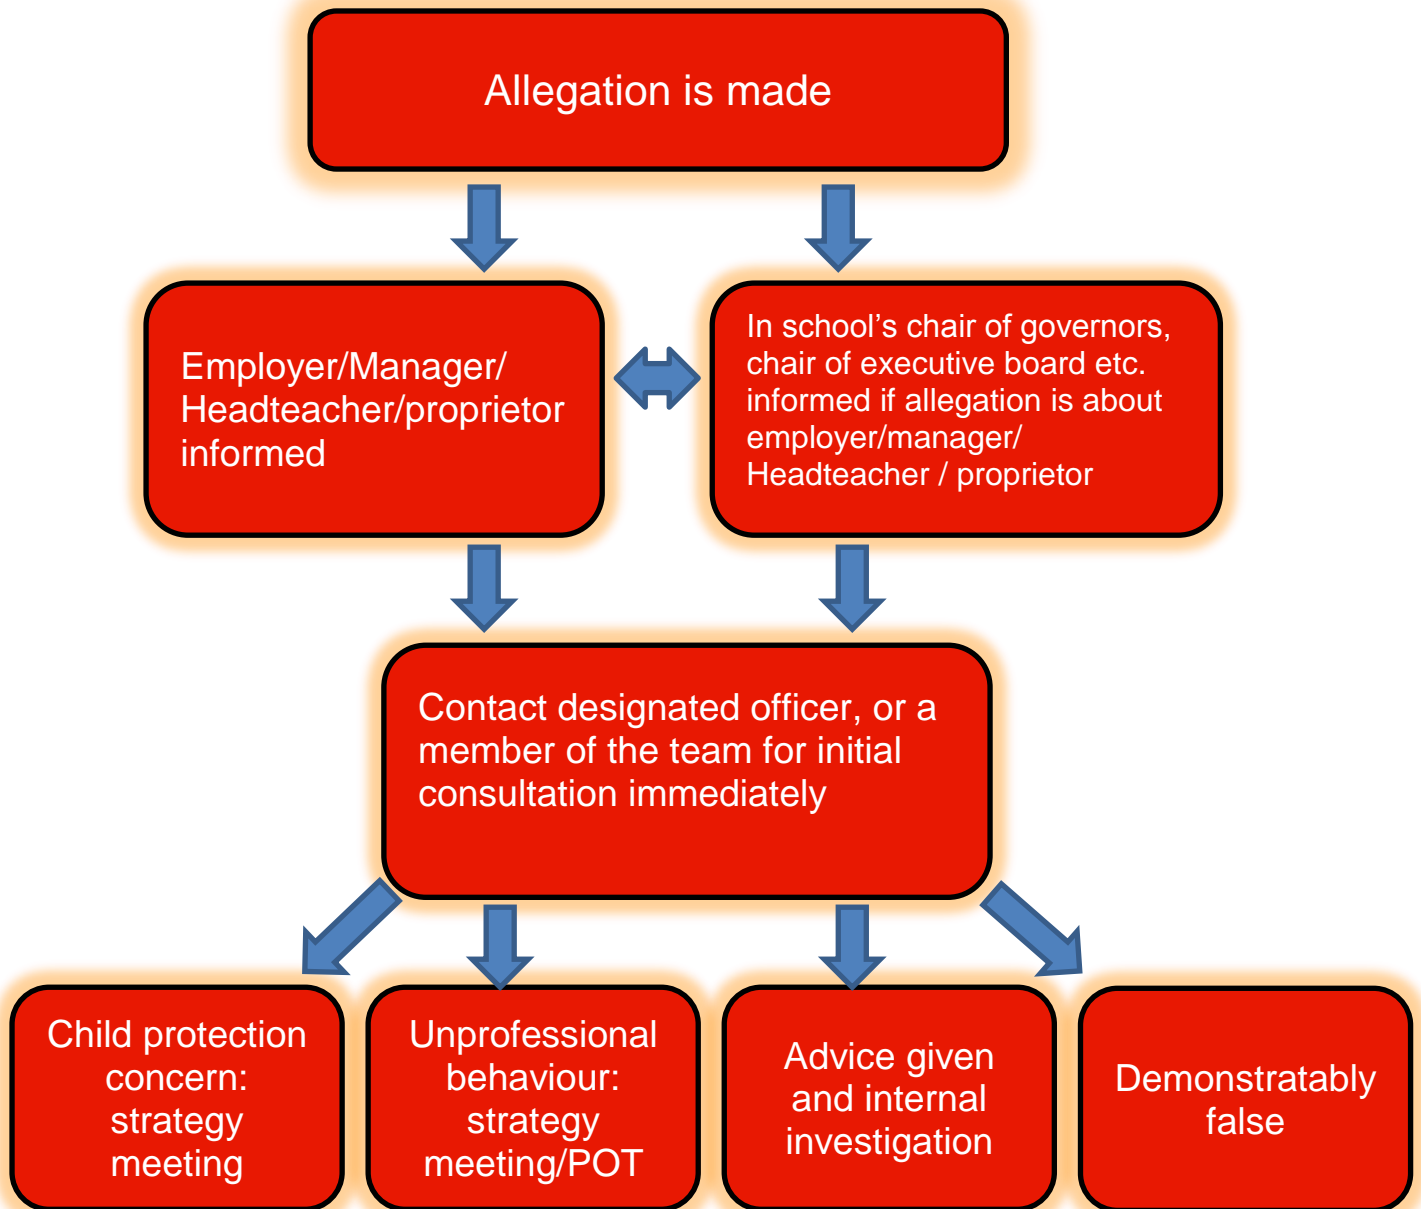 Allegation is made
Employer/Manager/
Headteacher/proprietor
informed
In school’s chair of governors,
chair of executive board etc.
informed if allegation is about
employer/manager/
Headteacher / proprietor
Contact designated officer, or a
member of the team for initial
consultation immediately
Child protection
concern:
strategy
meeting
Unprofessional
behaviour:
strategy
meeting/POT
Advice given
and internal
investigation
Demonstratably
false